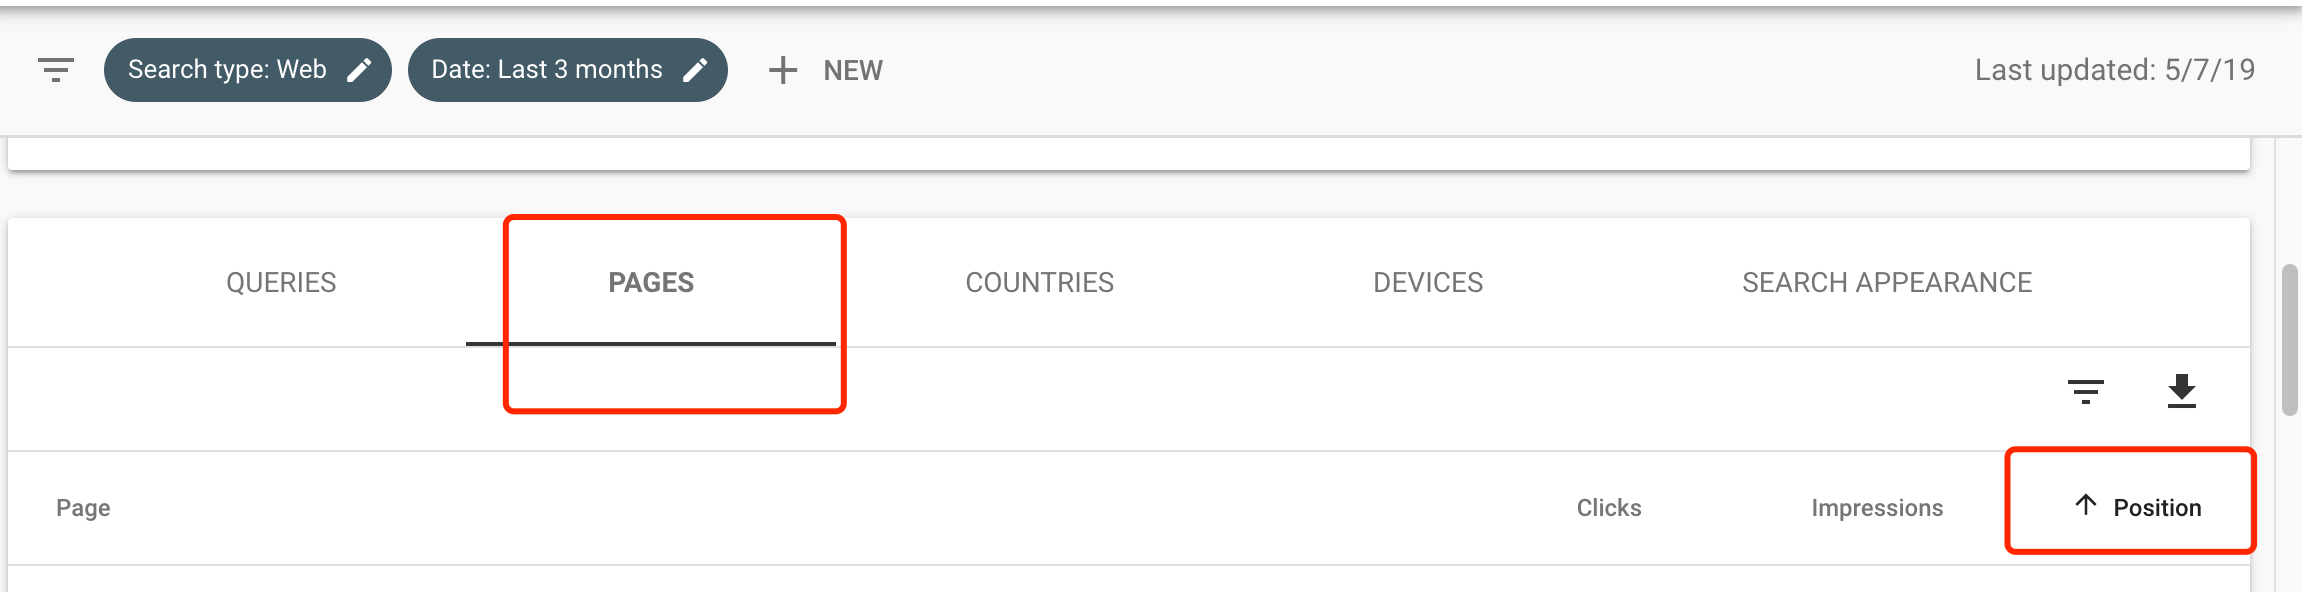 Search type: Web Date: Last 3 months NEW Last updated: 5/7/19
QUERIES PAGES COUNTRIES DEVICES SEARCH APPEARANCE
Page Clicks Impressions Position